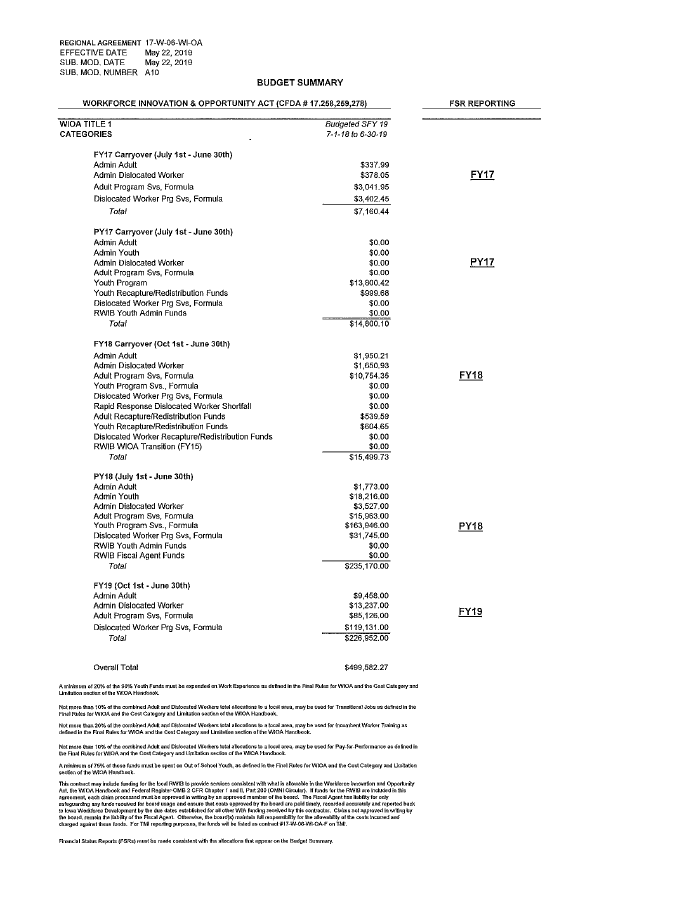 REGIONAL AGREEMENT 17-W-06-WI-OA
EFFECTIVE DATE May 22, 2019
SUB. MOD. DATE May 22, 2019
SUB. MOD. NUMBER A10
BUDGET SUMMARY
WORKFORCE INNOVATION & OPPORTUNITY ACT (CFDA # 17.258,259,278) FSR REPORTING
WIOA TITLE 1 Budgeted SFY 19
CATEGORIES 7-1-18 to 6-30-19
FY17 Carryover (July 1st - June 30th)
Admin Adult $337.99
Admin Dislocated Worker $378.05 FY17
Adult Program Svs, Formula $3,041.95
Dislocated Worker Prg Svs, Formula $3,402.45
Total $7,160.44
PY17 Carryover (July 1st - June 30th)
Admin Adult $0.00
Admin Youth $0.00
Admin Dislocated Worker $0.00 PY17
Adult Program Svs, Formula $0.00
Youth Program $13,800.42
Youth Recapture/Redistribution Funds $999.68
Dislocated Worker Prg Svs, Formula $0.00
RWIB Youth Admin Funds $0.00
Total $14,800.10
FY18 Carryover (Oct 1st - June 30th)
Admin Adult $1,950.21
Admin Dislocated Worker $1,650.93
Adult Program Svs, Formula $10,754.35 FY18
Youth Program Svs., Formula $0.00
Dislocated Worker Prg Svs, Formula $0.00
Rapid Response Dislocated Worker Shortfall $0.00
Adult Recapture/Redistribution Funds $539.59
Youth Recapture/Redistribution Funds $604.65
Dislocated Worker Recapture/Redistribution Funds $0.00
RWIB WIOA Transition (FY15) $0.00
Total $15,499.73
PY18 (July 1st - June 30th)
Admin Adult $1,773.00
Admin Youth $18,216.00
Admin Dislocated Worker $3,527.00
Adult Program Svs, Formula $15,963.00
Youth Program Svs., Formula $163,946.00 PY18
Dislocated Worker Prg Svs, Formula $31,745.00
RWIB Youth Admin Funds $0.00
RWIB Fiscal Agent Funds $0.00
Total $235,170.00
FY19 (Oct 1st - June 30th)
Admin Adult $9,458.00
Admin Dislocated Worker $13,237.00
Adult Program Svs, Formula $85,126.00 FY19
Dislocated Worker Prg Svs, Formula $119,131.00
Total $226,952.00
Overall Total $499,582.27
A minimum of 20% of the 90% Youth Funds must be expended on Work Experience as defined in the Final Rules for WIOA and the Cost Category and
Limitation section of the WIOA Handbook.
Not more than 10% of the combined Adult and Dislocated Workers total allocations to a local area, may be used for Transitional Jobs as defined in the
Final Rules for WIOA and the Cost Category and Limitation section of the WIOA Handbook.
Not more than 20% of the combined Adult and Dislocated Workers total allocations to a local area, may be used for Incumbent Worker Training as
defined in the Final Rules for WIOA and the Cost Category and Limitation section of the WIOA Handbook.
Not more than 10% of the combined Adult and Dislocated Workers total allocations to a local area, may be used for Pay-for-Performance as defined in
the Final Rules for WIOA and the Cost Category and Limitation section of the WIOA Handbook.
A minimum of 75% of these funds must be spent on Out of School Youth, as defined in the Final Rules for WIOA and the Cost Category and Limitation
section of the WIOA Handbook.
This contract may include funding for the local RWIB to provide services consistent with what is allowable in the Workforce Innovation and Opportunity
Act, the WIOA Handbook and Federal Register-OMB 2 CFR Chapter 1 and II, Part 200 (OMNI Circular). If funds for the RWIB are included in this
agreement, each claim processed must be approved in writing by an approved member of the board. The Fiscal Agent has liability for only
safeguarding any funds received for board usage and ensure that costs approved by the board are paid timely, recorded accurately and reported back
to Iowa Workforce Development by the due dates established for all other WIA funding received by this contractor. Claims not approved in writing by
the board, remain the liability of the Fiscal Agent. Otherwise, the board(s) maintain full responsibility for the allowability of the costs incurred and
charged against these funds. For TMI reporting purposes, the funds will be listed as contract #17-W-06-WI-OA-F on TMI.
Financial Status Reports (FSRs) must be made consistent with the allocations that appear on the Budget Summary.